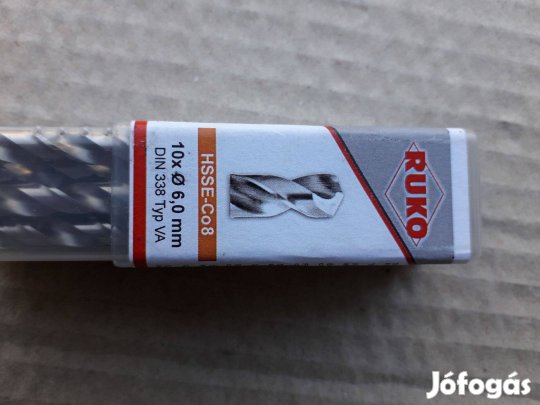 RUKO
HSSE-Co8
10x Ø 6,0 mm
DIN 338 Typ VA
Jófogás